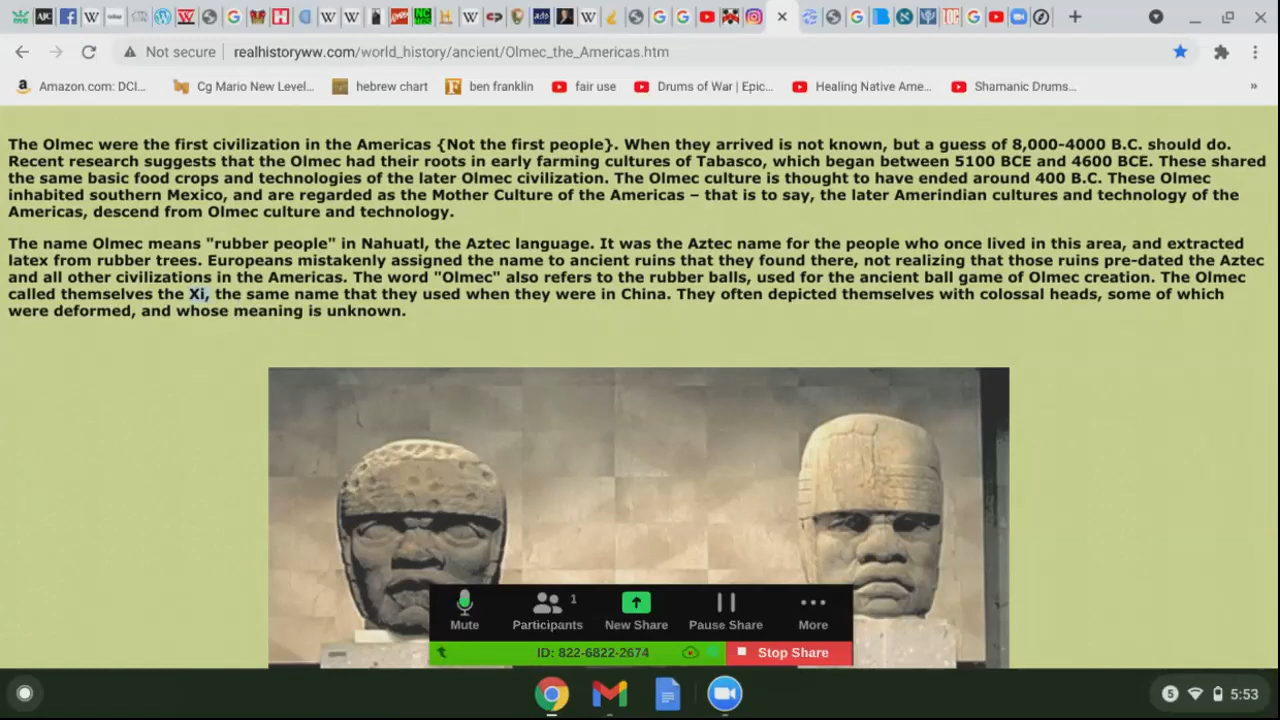 Not secure
realhistoryww.com/world_history/ancient/Olmec_the_Americas.htm
Amazon.com: DCI...
Cg Mario New Level...
hebrew chart
ben franklin
fair use
Drums of War | Epic...
Healing Native Ame...
Shamanic Drums...
»
The Olmec were the first civilization in the Americas {Not the first people}. When they arrived is not known, but a guess of 8,000-4000 B.C. should do.
Recent research suggests that the Olmec had their roots in early farming cultures of Tabasco, which began between 5100 BCE and 4600 BCE. These shared
the same basic food crops and technologies of the later Olmec civilization. The Olmec culture is thought to have ended around 400 B.C. These Olmec
inhabited southern Mexico, and are regarded as the Mother Culture of the Americas – that is to say, the later Amerindian cultures and technology of the
Americas, descend from Olmec culture and technology.
The name Olmec means "rubber people" in Nahuatl, the Aztec language. It was the Aztec name for the people who once lived in this area, and extracted
latex from rubber trees. Europeans mistakenly assigned the name to ancient ruins that they found there, not realizing that those ruins pre-dated the Aztec
and all other civilizations in the Americas. The word "Olmec" also refers to the rubber balls, used for the ancient ball game of Olmec creation. The Olmec
called themselves the Xi, the same name that they used when they were in China. They often depicted themselves with colossal heads, some of which
were deformed, and whose meaning is unknown.
Mute
Participants
1
New Share
Pause Share
More
ID: 822-6822-2674
Stop Share
5
5:53